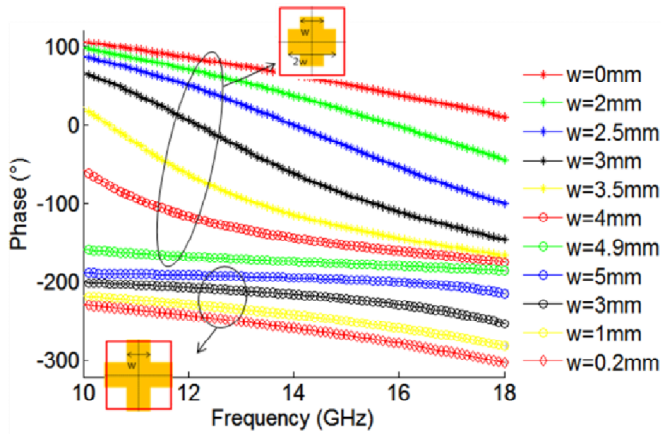 w
2w
100
0
-100
-200
-300
Phase (°)
10
12
14
16
18
Frequency (GHz)
w
w=0mm
w=2mm
w=2.5mm
w=3mm
w=3.5mm
w=4mm
w=4.9mm
w=5mm
w=3mm
w=1mm
w=0.2mm